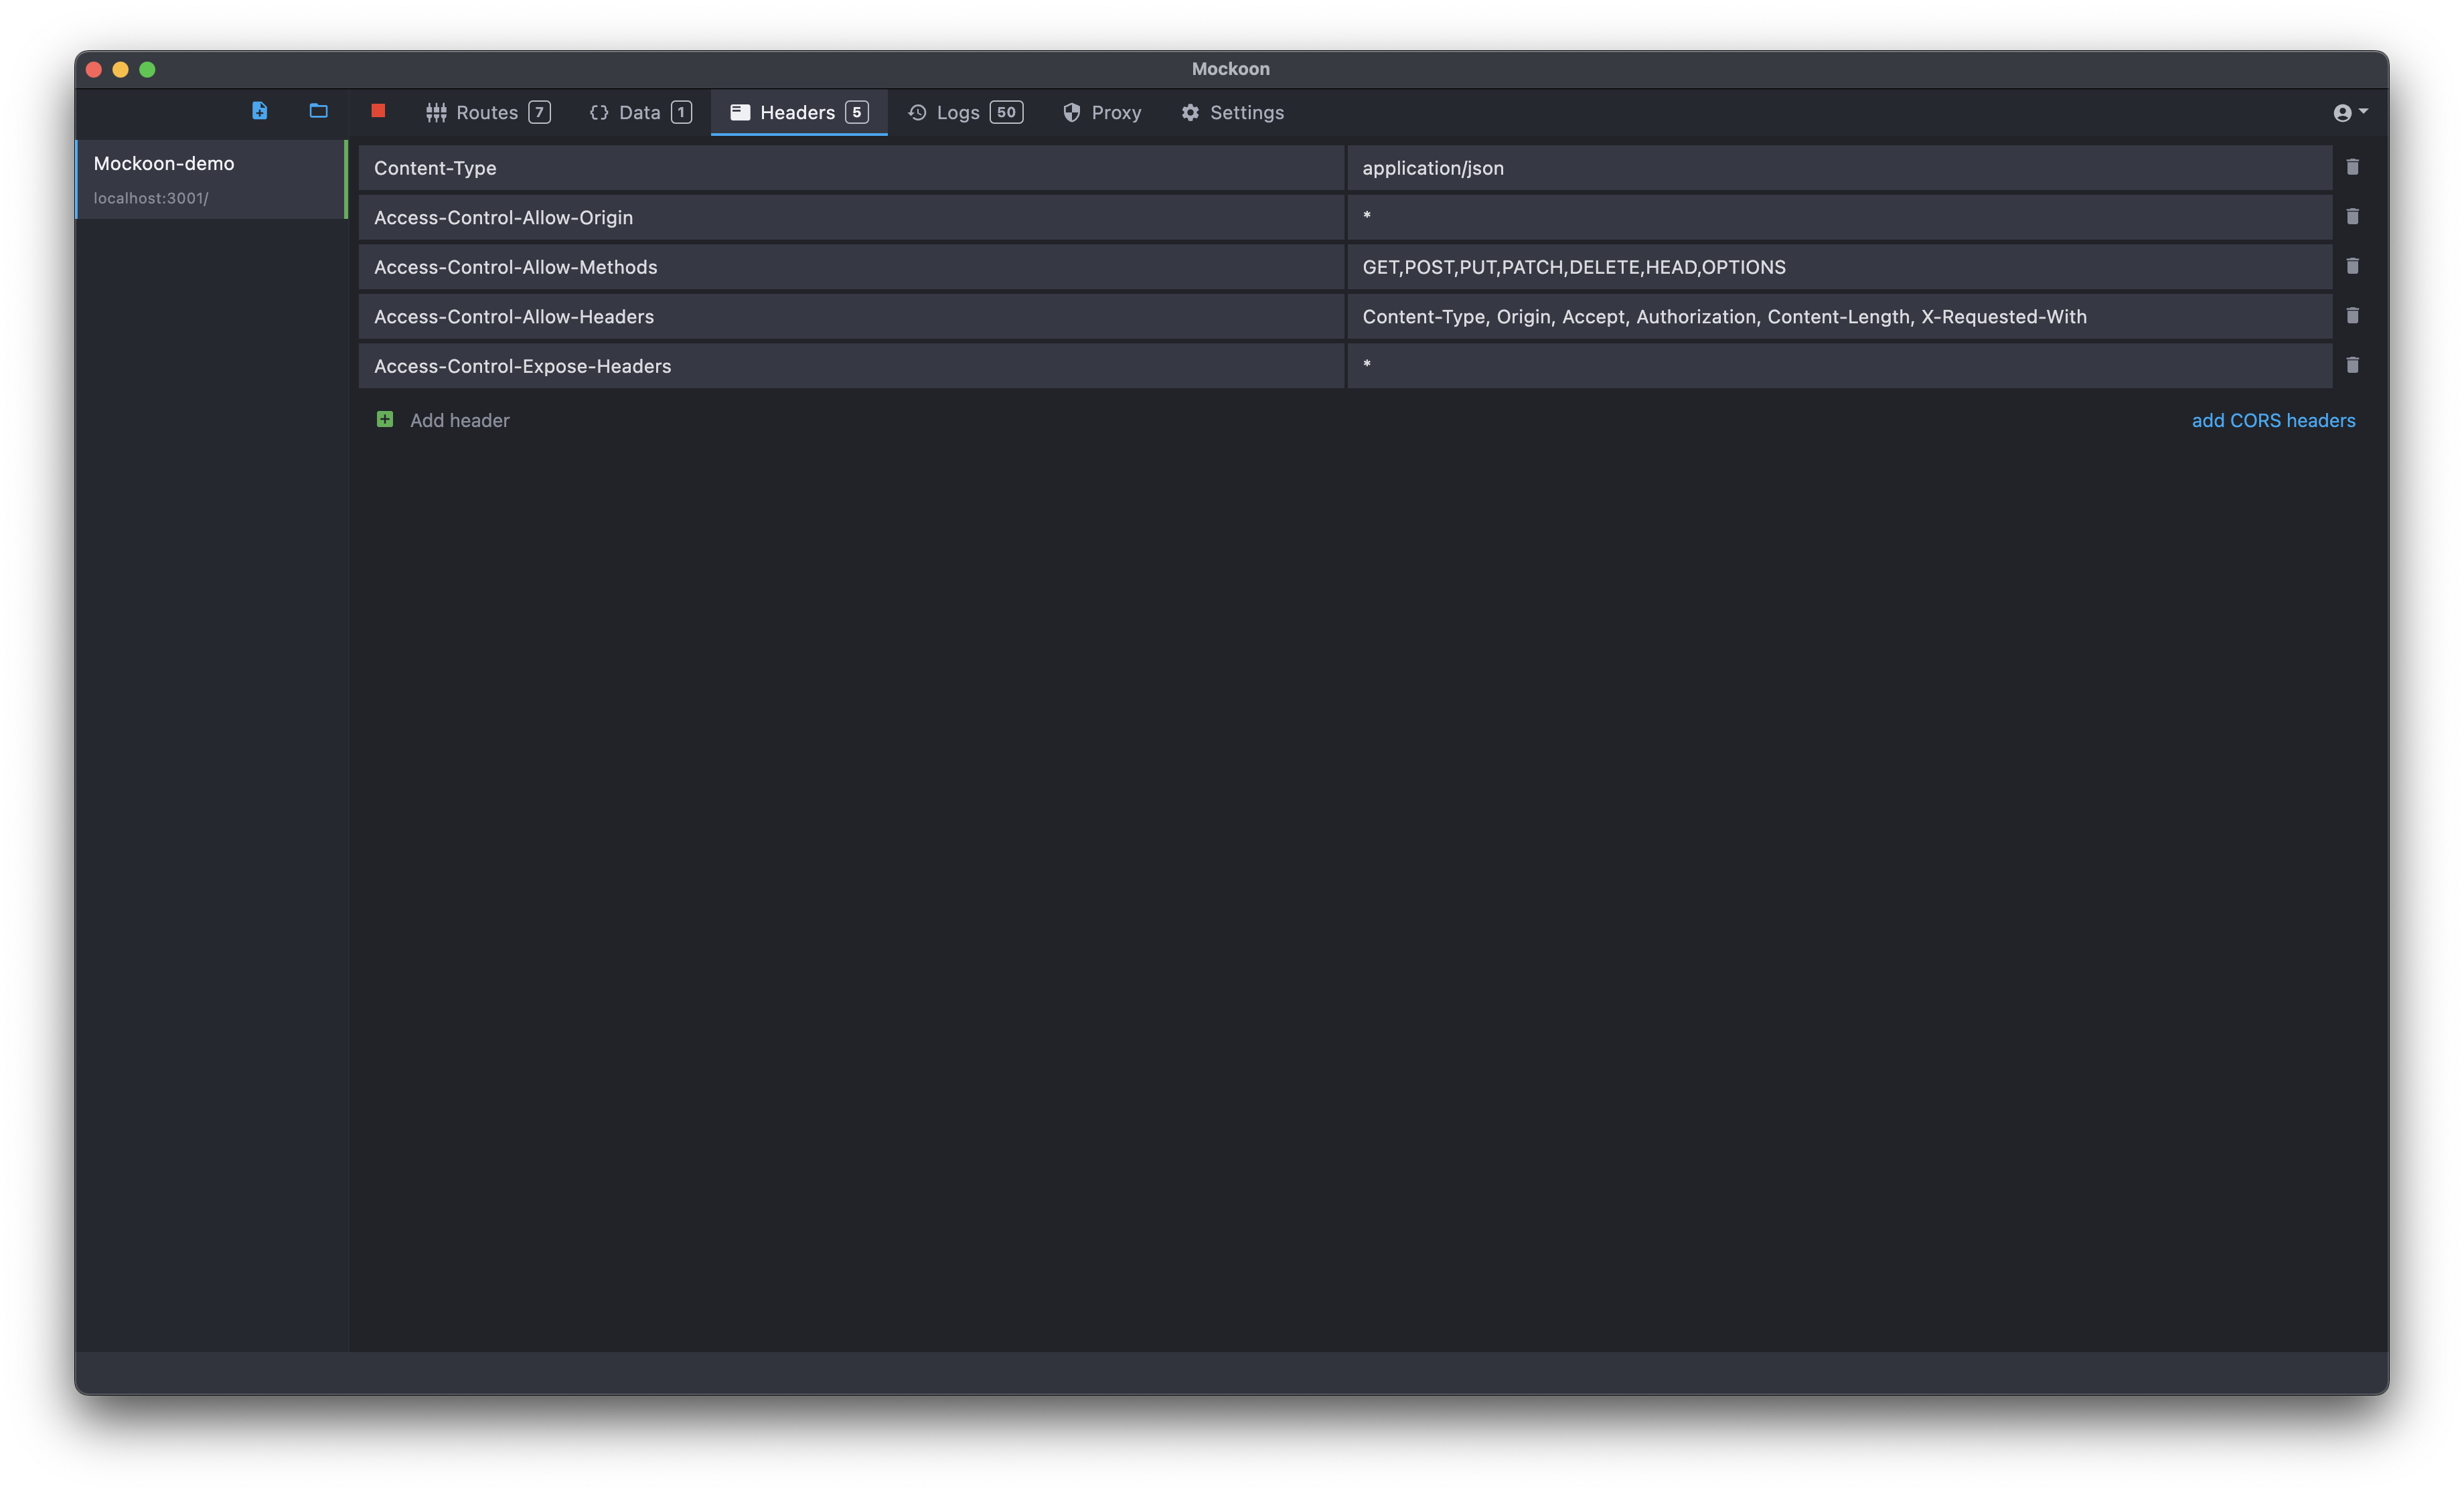 Mockoon
Routes 7 Data 1 Headers 5 Logs 50 Proxy Settings
Mockoon-demo
localhost:3001/
Content-Type application/json
Access-Control-Allow-Origin *
Access-Control-Allow-Methods GET,POST,PUT,PATCH,DELETE,HEAD,OPTIONS
Access-Control-Allow-Headers Content-Type, Origin, Accept, Authorization, Content-Length, X-Requested-With
Access-Control-Expose-Headers *
Add header add CORS headers